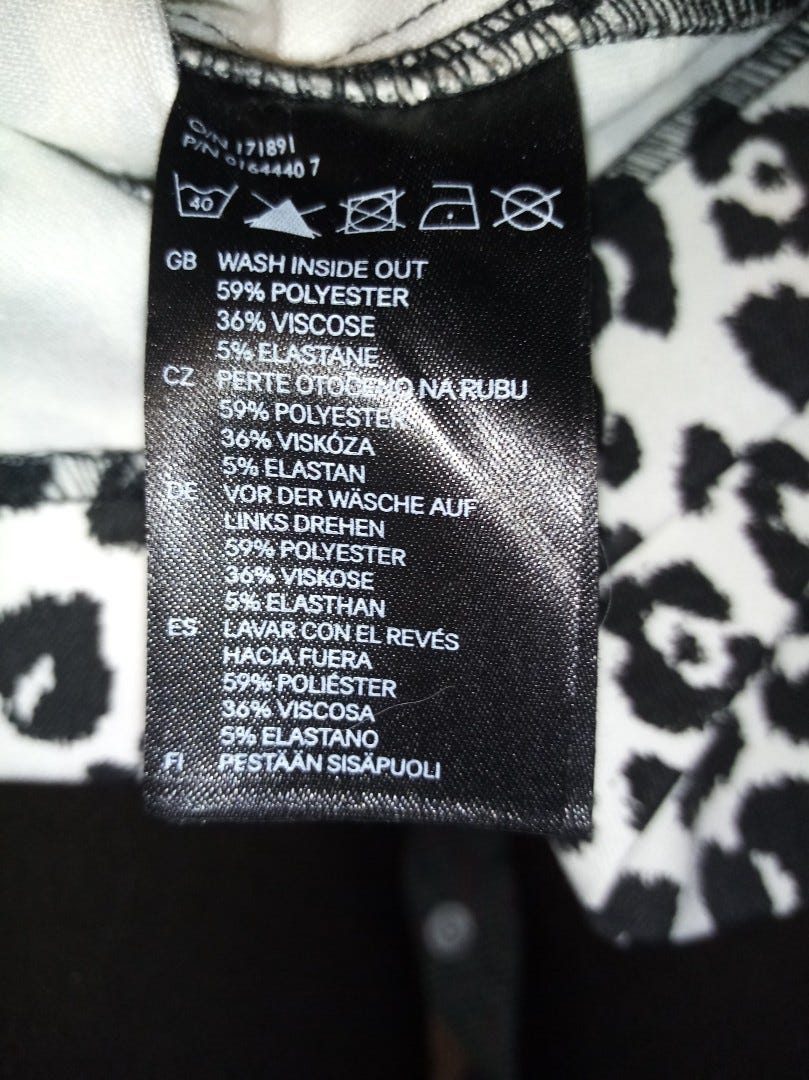 O/N 171891
P/N 0164440 7
40
GB WASH INSIDE OUT
59% POLYESTER
36% VISCOSE
5% ELASTANE
CZ PERTE OTOČENO NA RUBU
59% POLYESTER
36% VISKÓZA
5% ELASTAN
DE VOR DER WÄSCHE AUF
LINKS DREHEN
59% POLYESTER
36% VISKOSE
5% ELASTHAN
ES LAVAR CON EL REVÉS
HACIA FUERA
59% POLIÉSTER
36% VISCOSA
5% ELASTANO
FI PESTÄÄN SISÄPUOLI